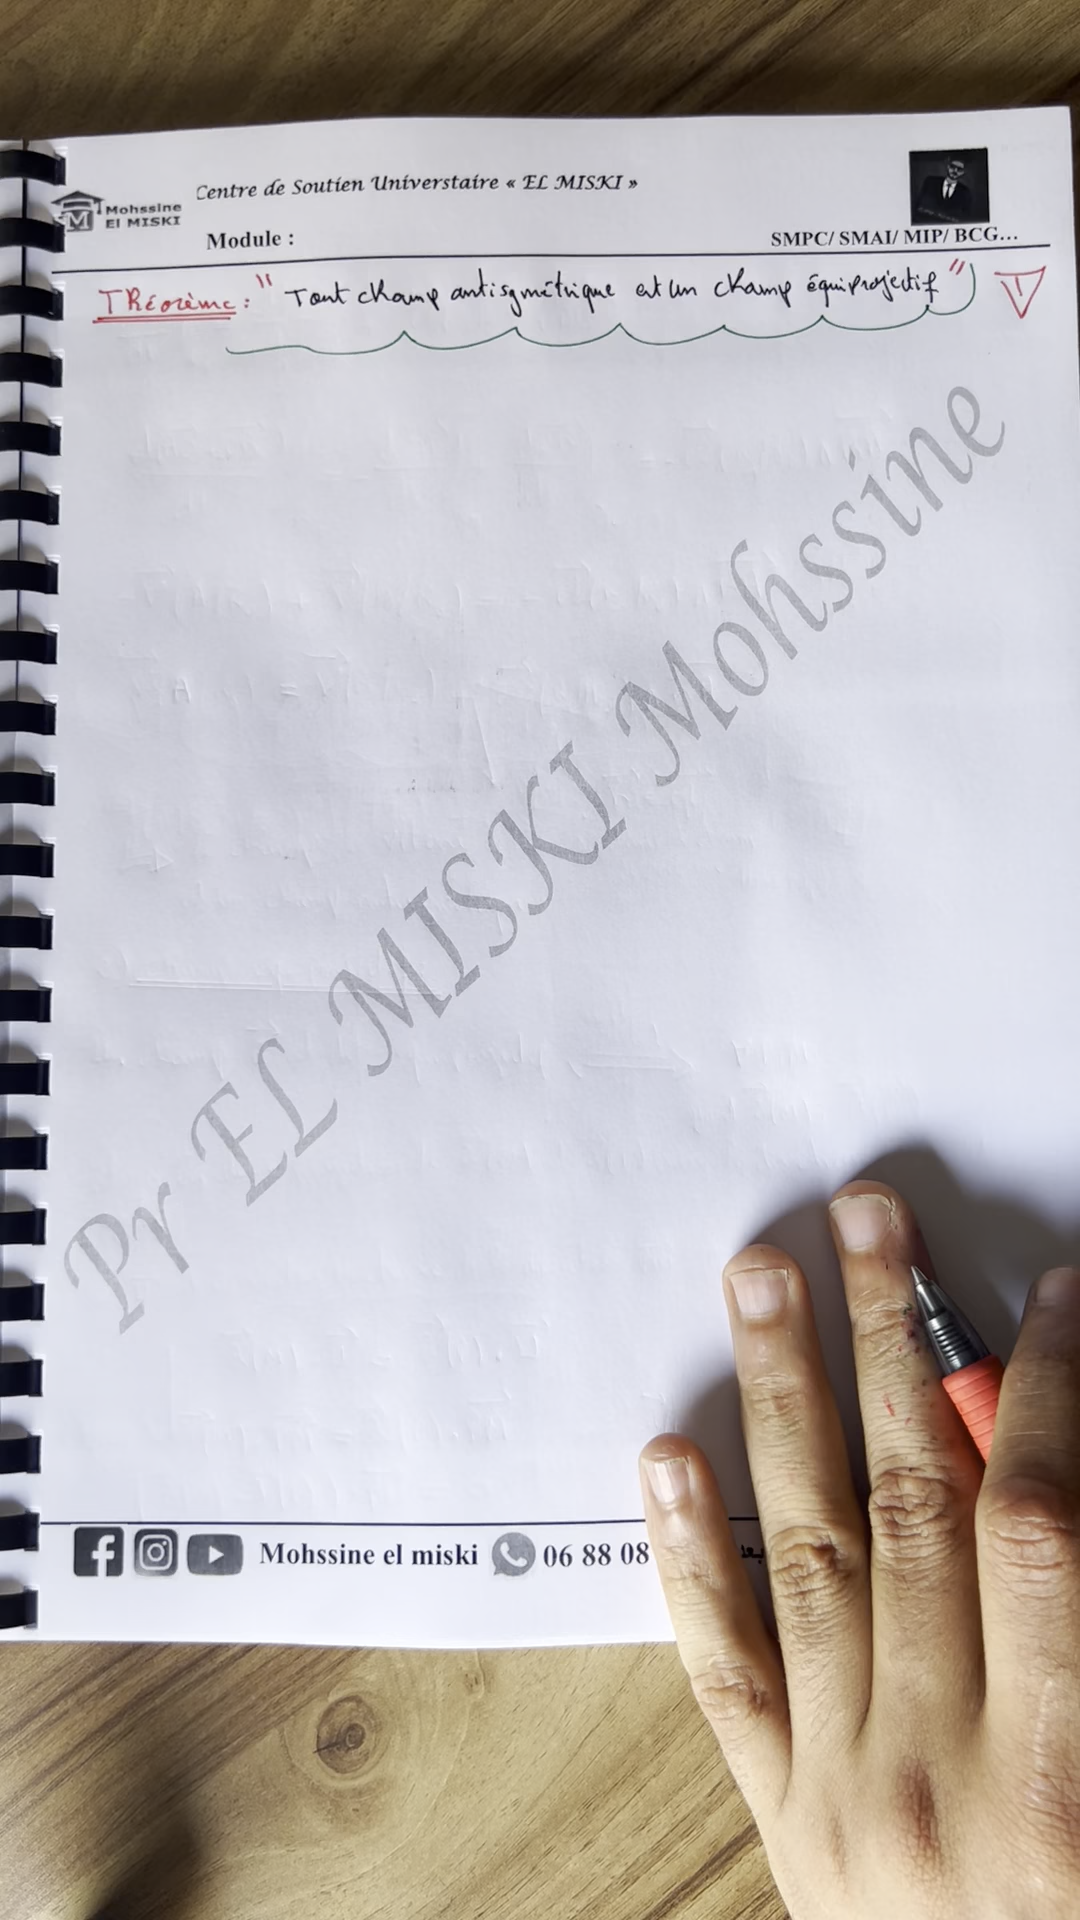 Centre de Soutien Universtaire « EL MISKI »
Mohssine
El MISKI
M
Module :
SMPC/ SMAI/ MIP/ BCG...
Théorème : " Tout champ antisymétrique est un champ équiprojectif "
Pr EL MISKI Mohssine
Mohssine el miski 06 88 08